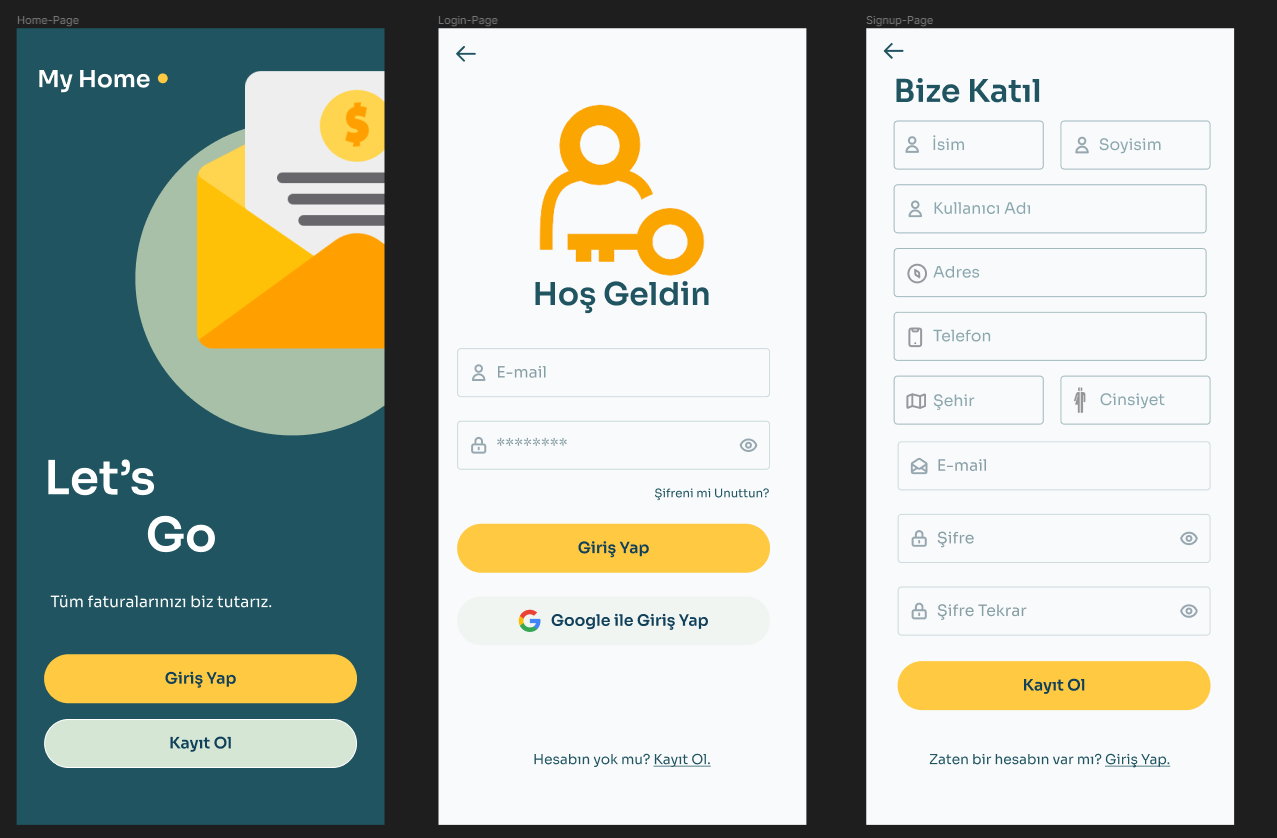 Home-Page
My Home
$
Let's
Go
Tüm faturalarınızı biz tutarız.
Giriş Yap
Kayıt Ol
Login-Page
Hoş Geldin
E-mail
********
Şifreni mi Unuttun?
Giriş Yap
Google ile Giriş Yap
Hesabın yok mu? Kayıt Ol.
Signup-Page
Bize Katıl
İsim
Soyisim
Kullanıcı Adı
Adres
Telefon
Şehir
Cinsiyet
E-mail
Şifre
Şifre Tekrar
Kayıt Ol
Zaten bir hesabın var mı? Giriş Yap.